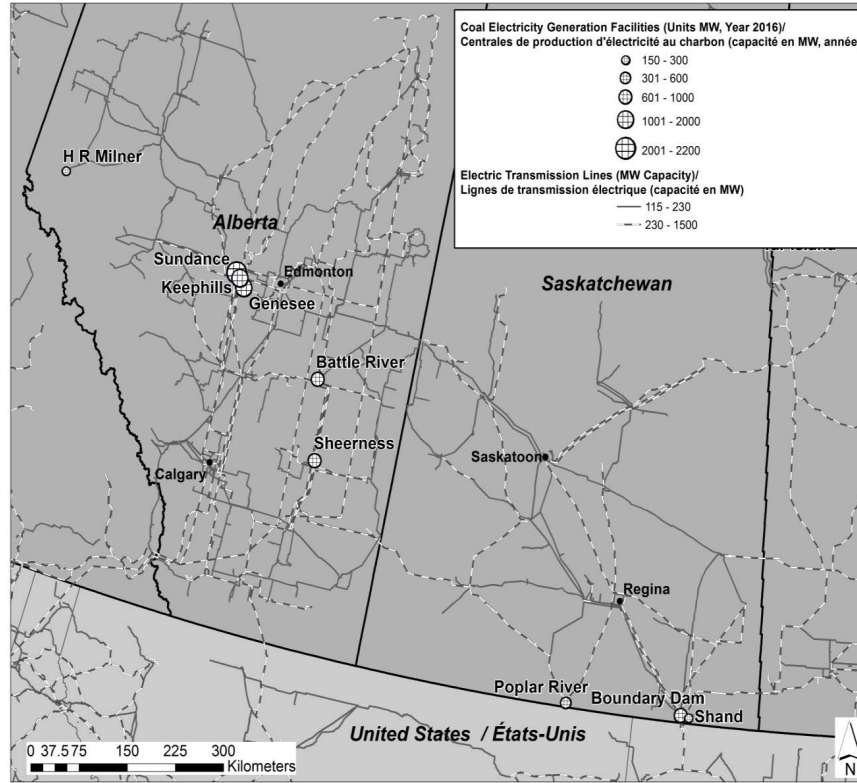 Coal Electricity Generation Facilities (Units MW, Year 2016)/
Centrales de production d'électricité au charbon (capacité en MW, année
150 - 300
301 - 600
601 - 1000
1001 - 2000
2001 - 2200
Electric Transmission Lines (MW Capacity)/
Lignes de transmission électrique (capacité en MW)
115 - 230
230 - 1500
H R Milner
Alberta
Sundance
Edmonton
Keephills
Genesee
Saskatchewan
Battle River
Sheerness
Saskatoon
Calgary
Regina
Poplar River
Boundary Dam
Shand
United States / États-Unis
0 37.5 75 150 225 300
Kilometers
N